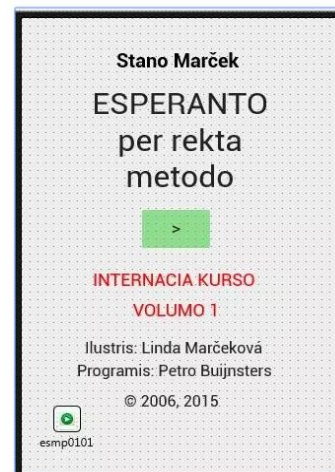 Stano Marček
ESPERANTO
per rekta
metodo
>
INTERNACIA KURSO
VOLUMO 1
Ilustris: Linda Marčeková
Programis: Petro Buijnsters
© 2006, 2015
esmp0101